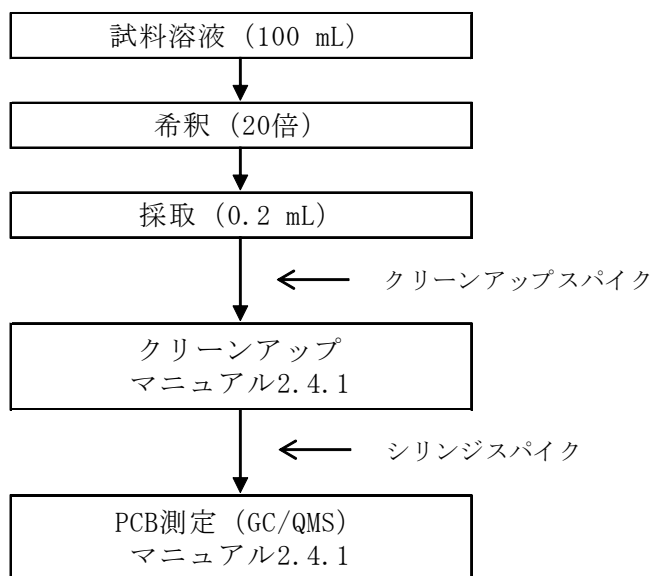 試料溶液 (100 mL)
希釈 (20倍)
採取 (0.2 mL)
クリーンアップスパイク
クリーンアップ
マニュアル2.4.1
シリンジスパイク
PCB測定 (GC/QMS)
マニュアル2.4.1